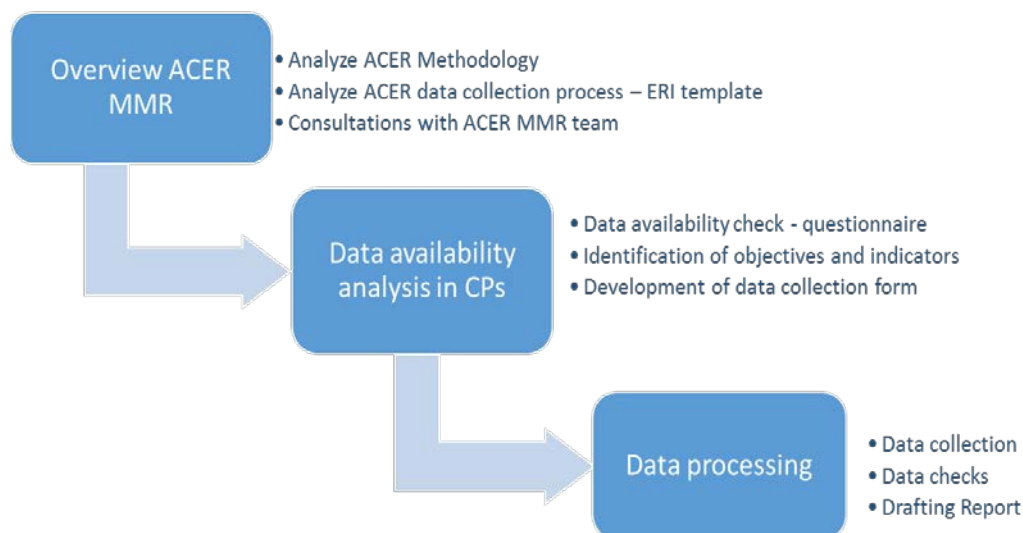 Overview ACER
MMR
• Analyze ACER Methodology
• Analyze ACER data collection process – ERI template
• Consultations with ACER MMR team
Data availability
analysis in CPs
• Data availability check - questionnaire
• Identification of objectives and indicators
• Development of data collection form
Data processing
• Data collection
• Data checks
• Drafting Report